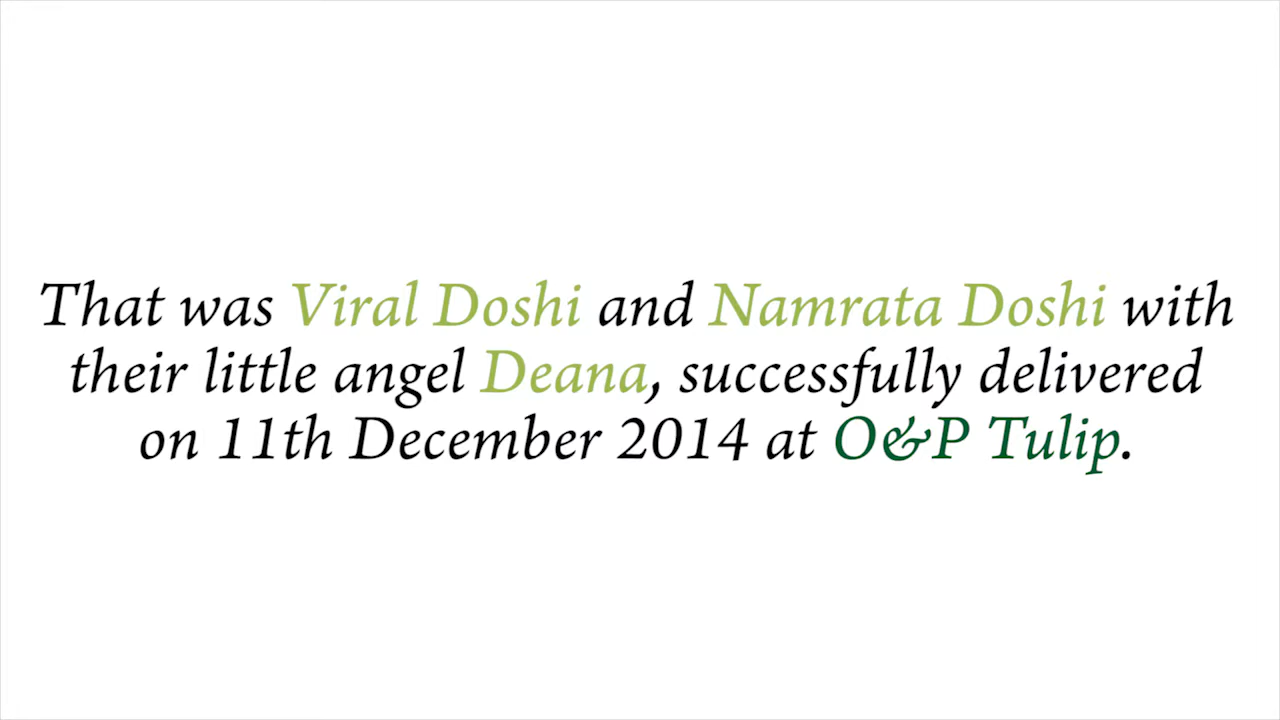 That was Viral Doshi and Namrata Doshi with
their little angel Deana, successfully delivered
on 11th December 2014 at O&P Tulip.